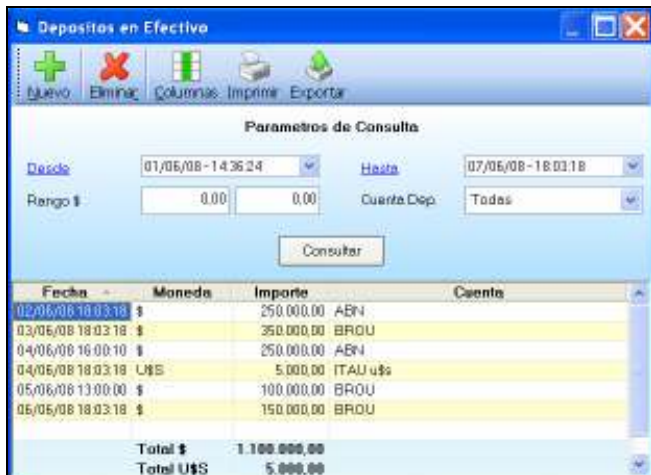 Depositos en Efectivo
Nuevo Eliminar Columnas Imprimir Exportar
Parametros de Consulta
Desde 01/06/08-14:36:24 Hasta 07/06/08-18:03:18
Rango $ 0,00 0,00 Cuenta Dep. Todas
Consultar
Fecha Moneda Importe Cuenta
02/06/08 18:03:18 $ 250.000,00 ABN
03/06/08 18:03:18 $ 350.000,00 BROU
04/06/08 16:00:10 $ 250.000,00 ABN
04/06/08 18:03:18 U$S 5.000,00 ITAU u$s
05/06/08 13:00:00 $ 100.000,00 BROU
06/06/08 18:03:18 $ 150.000,00 BROU
Total $ 1.100.000,00
Total U$S 5.000,00